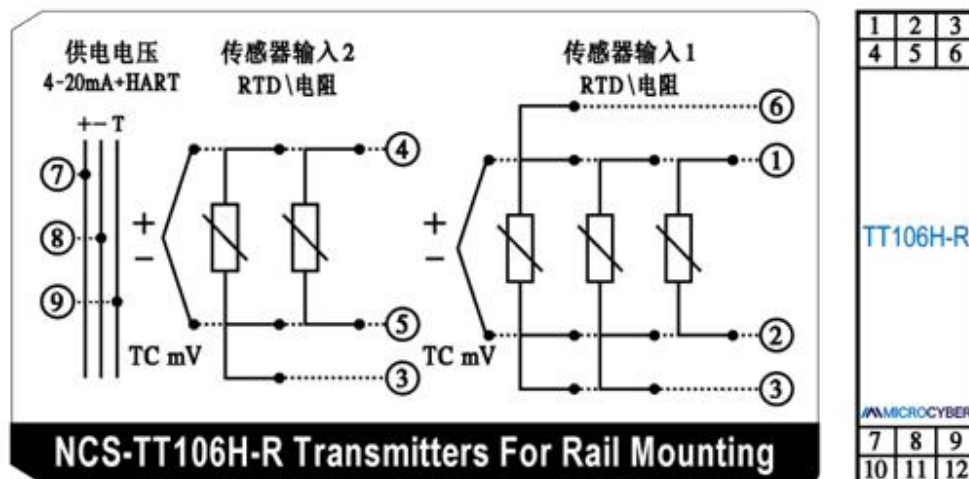 供电电压
4-20mA+HART
传感器输入2
RTD\电阻
传感器输入1
RTD\电阻
+-T
⑦
⑧
⑨
+
-
TC mV
④
⑤
③
+
-
TC mV
⑥
①
②
③
NCS-TT106H-R Transmitters For Rail Mounting
1 2 3
4 5 6
TT106H-R
MICROCYBER
7 8 9
10 11 12